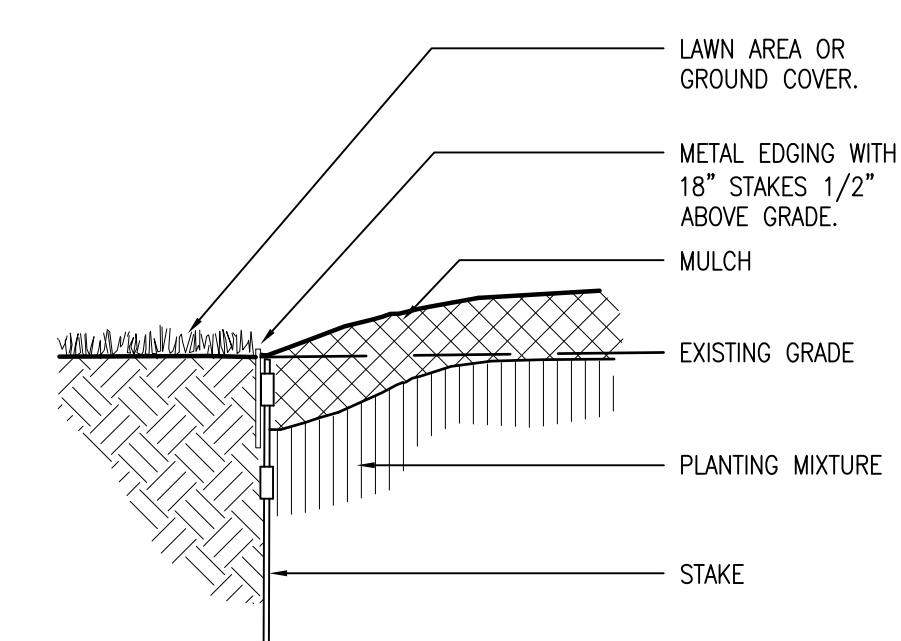 LAWN AREA OR
GROUND COVER.
METAL EDGING WITH
18" STAKES 1/2"
ABOVE GRADE.
MULCH
EXISTING GRADE
PLANTING MIXTURE
STAKE